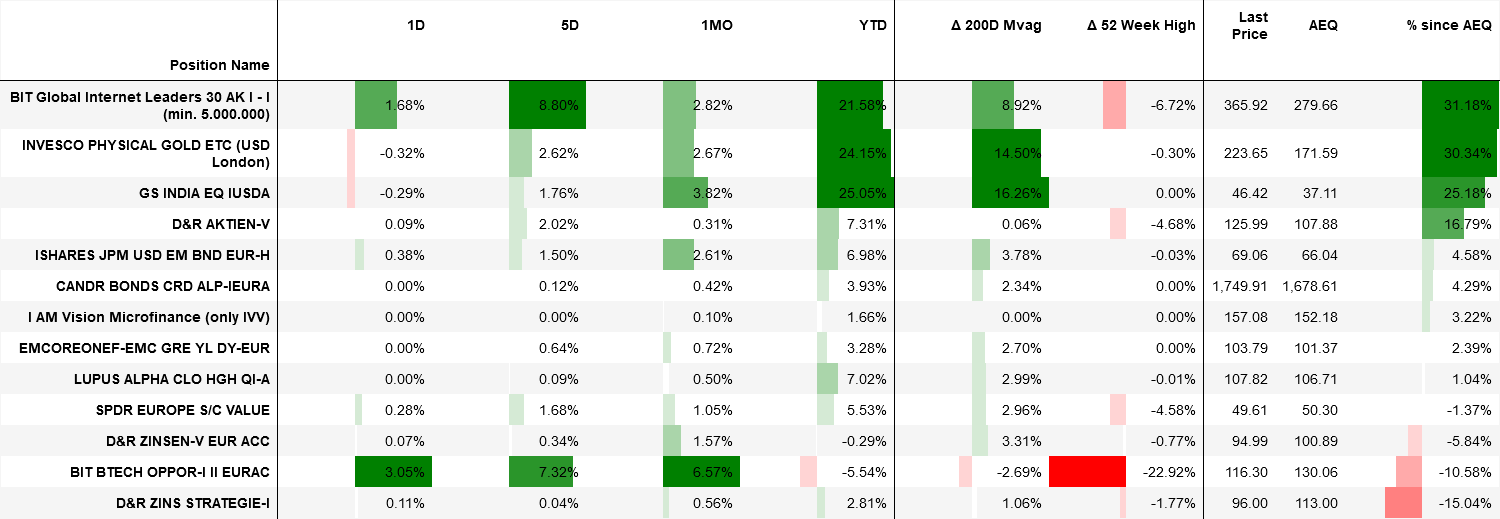 Position Name 1D 5D 1MO YTD Δ 200D Mvag Δ 52 Week High Last Price AEQ % since AEQ
BIT Global Internet Leaders 30 AK I - I
(min. 5.000.000) 1.68% 8.80% 2.82% 21.58% 8.92% -6.72% 365.92 279.66 31.18%
INVESCO PHYSICAL GOLD ETC (USD
London) -0.32% 2.62% 2.67% 24.15% 14.50% -0.30% 223.65 171.59 30.34%
GS INDIA EQ IUSDA -0.29% 1.76% 3.82% 25.05% 16.26% 0.00% 46.42 37.11 25.18%
D&R AKTIEN-V 0.09% 2.02% 0.31% 7.31% 0.06% -4.68% 125.99 107.88 16.79%
ISHARES JPM USD EM BND EUR-H 0.38% 1.50% 2.61% 6.98% 3.78% -0.03% 69.06 66.04 4.58%
CANDR BONDS CRD ALP-IEURA 0.00% 0.12% 0.42% 3.93% 2.34% 0.00% 1,749.91 1,678.61 4.29%
I AM Vision Microfinance (only IVV) 0.00% 0.00% 0.10% 1.66% 0.00% 0.00% 157.08 152.18 3.22%
EMCOREONEF-EMC GRE YL DY-EUR 0.00% 0.64% 0.72% 3.28% 2.70% 0.00% 103.79 101.37 2.39%
LUPUS ALPHA CLO HGH QI-A 0.00% 0.09% 0.50% 7.02% 2.99% -0.01% 107.82 106.71 1.04%
SPDR EUROPE S/C VALUE 0.28% 1.68% 1.05% 5.53% 2.96% -4.58% 49.61 50.30 -1.37%
D&R ZINSEN-V EUR ACC 0.07% 0.34% 1.57% -0.29% 3.31% -0.77% 94.99 100.89 -5.84%
BIT BTECH OPPOR-I II EURAC 3.05% 7.32% 6.57% -5.54% -2.69% -22.92% 116.30 130.06 -10.58%
D&R ZINS STRATEGIE-I 0.11% 0.04% 0.56% 2.81% 1.06% -1.77% 96.00 113.00 -15.04%